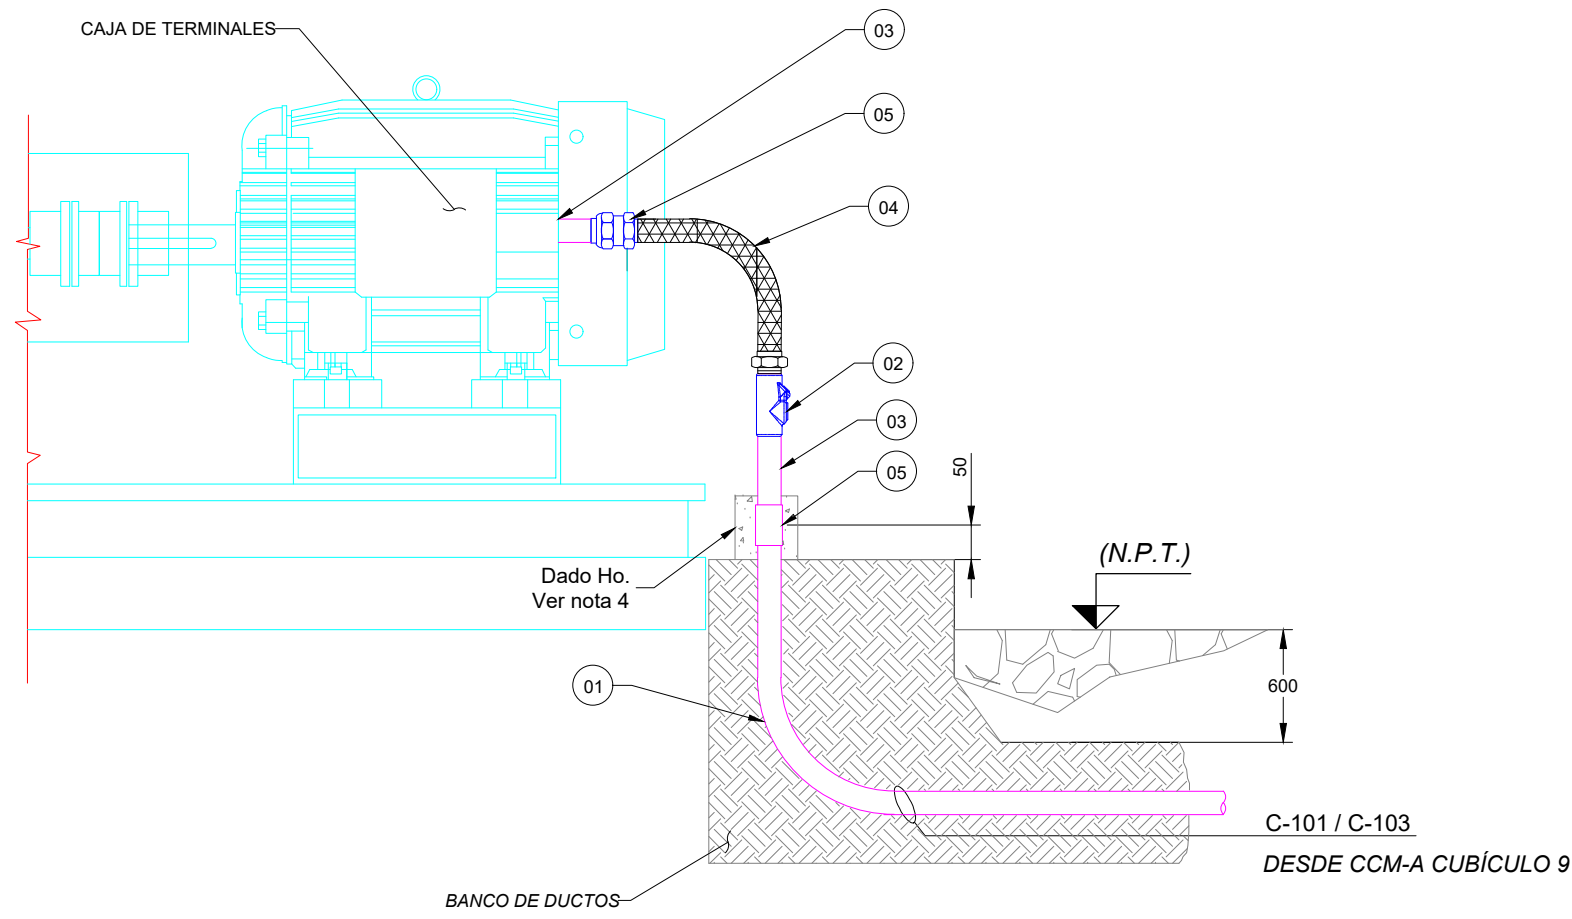 CAJA DE TERMINALES
03
05
04
02
03
05
50
(N.P.T.)
Dado Ho.
Ver nota 4
01
600
C-101 / C-103
DESDE CCM-A CUBÍCULO 9
BANCO DE DUCTOS